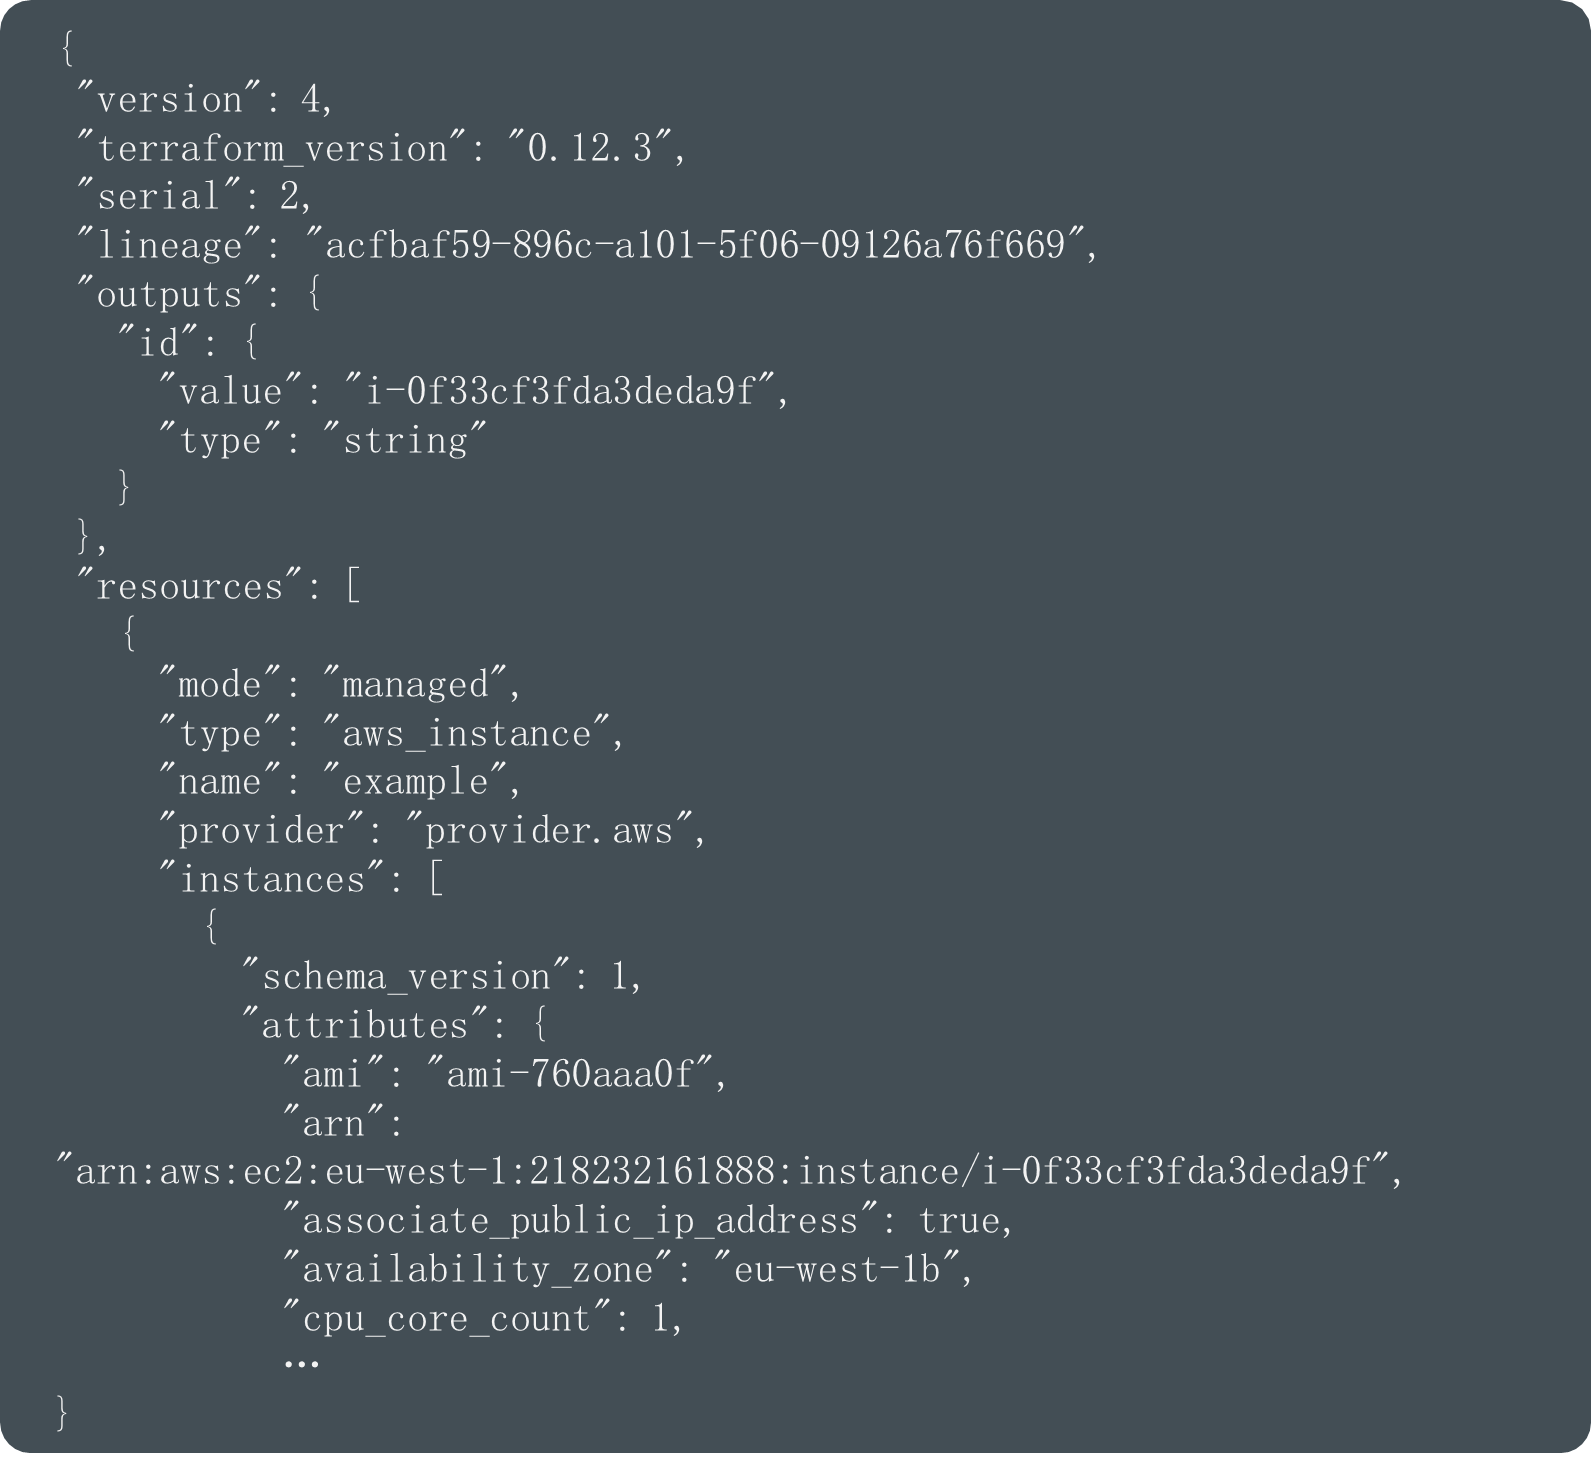 {
 "version": 4,
 "terraform_version": "0.12.3",
 "serial": 2,
 "lineage": "acfbaf59-896c-a101-5f06-09126a76f669",
 "outputs": {
   "id": {
     "value": "i-0f33cf3fda3deda9f",
     "type": "string"
   }
 },
 "resources": [
   {
     "mode": "managed",
     "type": "aws_instance",
     "name": "example",
     "provider": "provider.aws",
     "instances": [
       {
         "schema_version": 1,
         "attributes": {
           "ami": "ami-760aaa0f",
           "arn":
"arn:aws:ec2:eu-west-1:218232161888:instance/i-0f33cf3fda3deda9f",
           "associate_public_ip_address": true,
           "availability_zone": "eu-west-1b",
           "cpu_core_count": 1,
           …
}